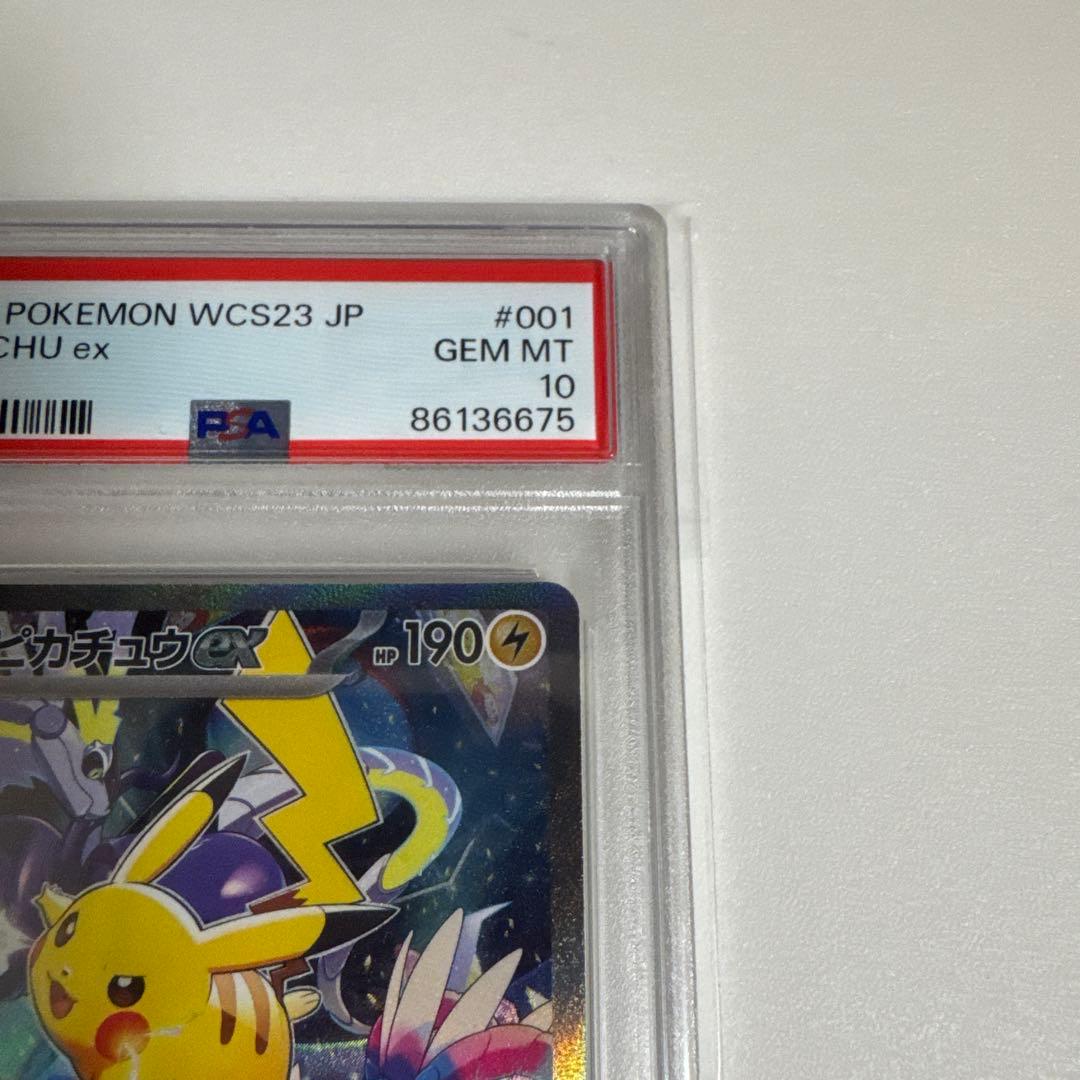 POKEMON WCS23 JP #001
CHU ex GEM MT
10
PSA 86136675
ピカチュウex HP 190